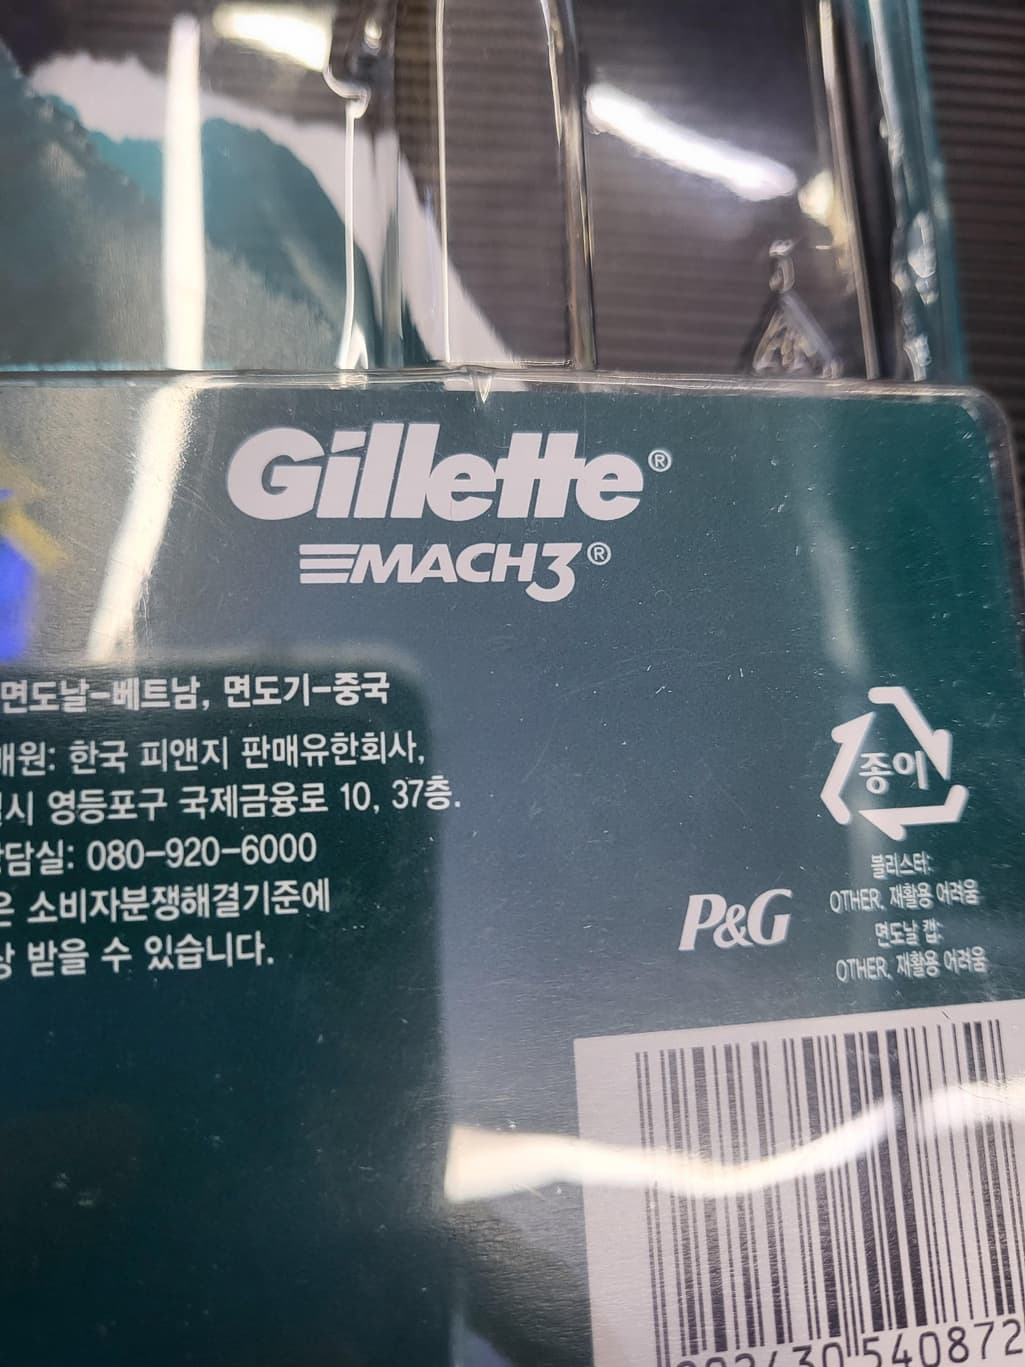 Gillette®
MACH3®
면도날-베트남, 면도기-중국
매원: 한국 피앤지 판매유한회사,
시 영등포구 국제금융로 10, 37층.
담실: 080-920-6000
은 소비자분쟁해결기준에
상 받을 수 있습니다.
종이
블리스터:
OTHER, 재활용 어려움
면도날 캡:
OTHER, 재활용 어려움
P&G
540872